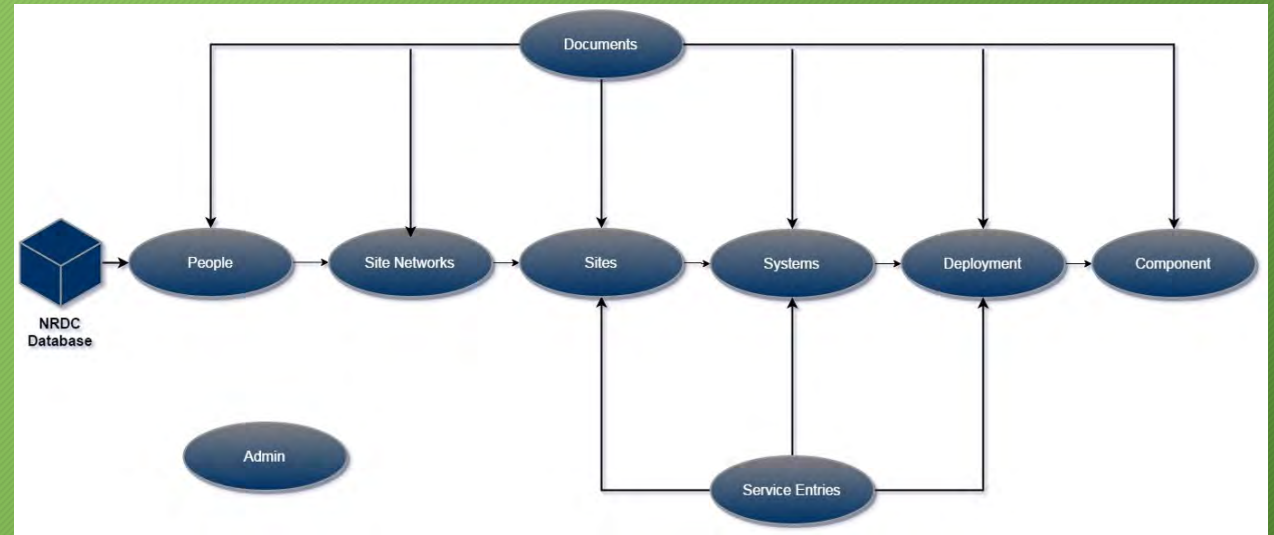 Documents
People
Site Networks
Sites
Systems
Deployment
Component
NRDC
Database
Admin
Service Entries